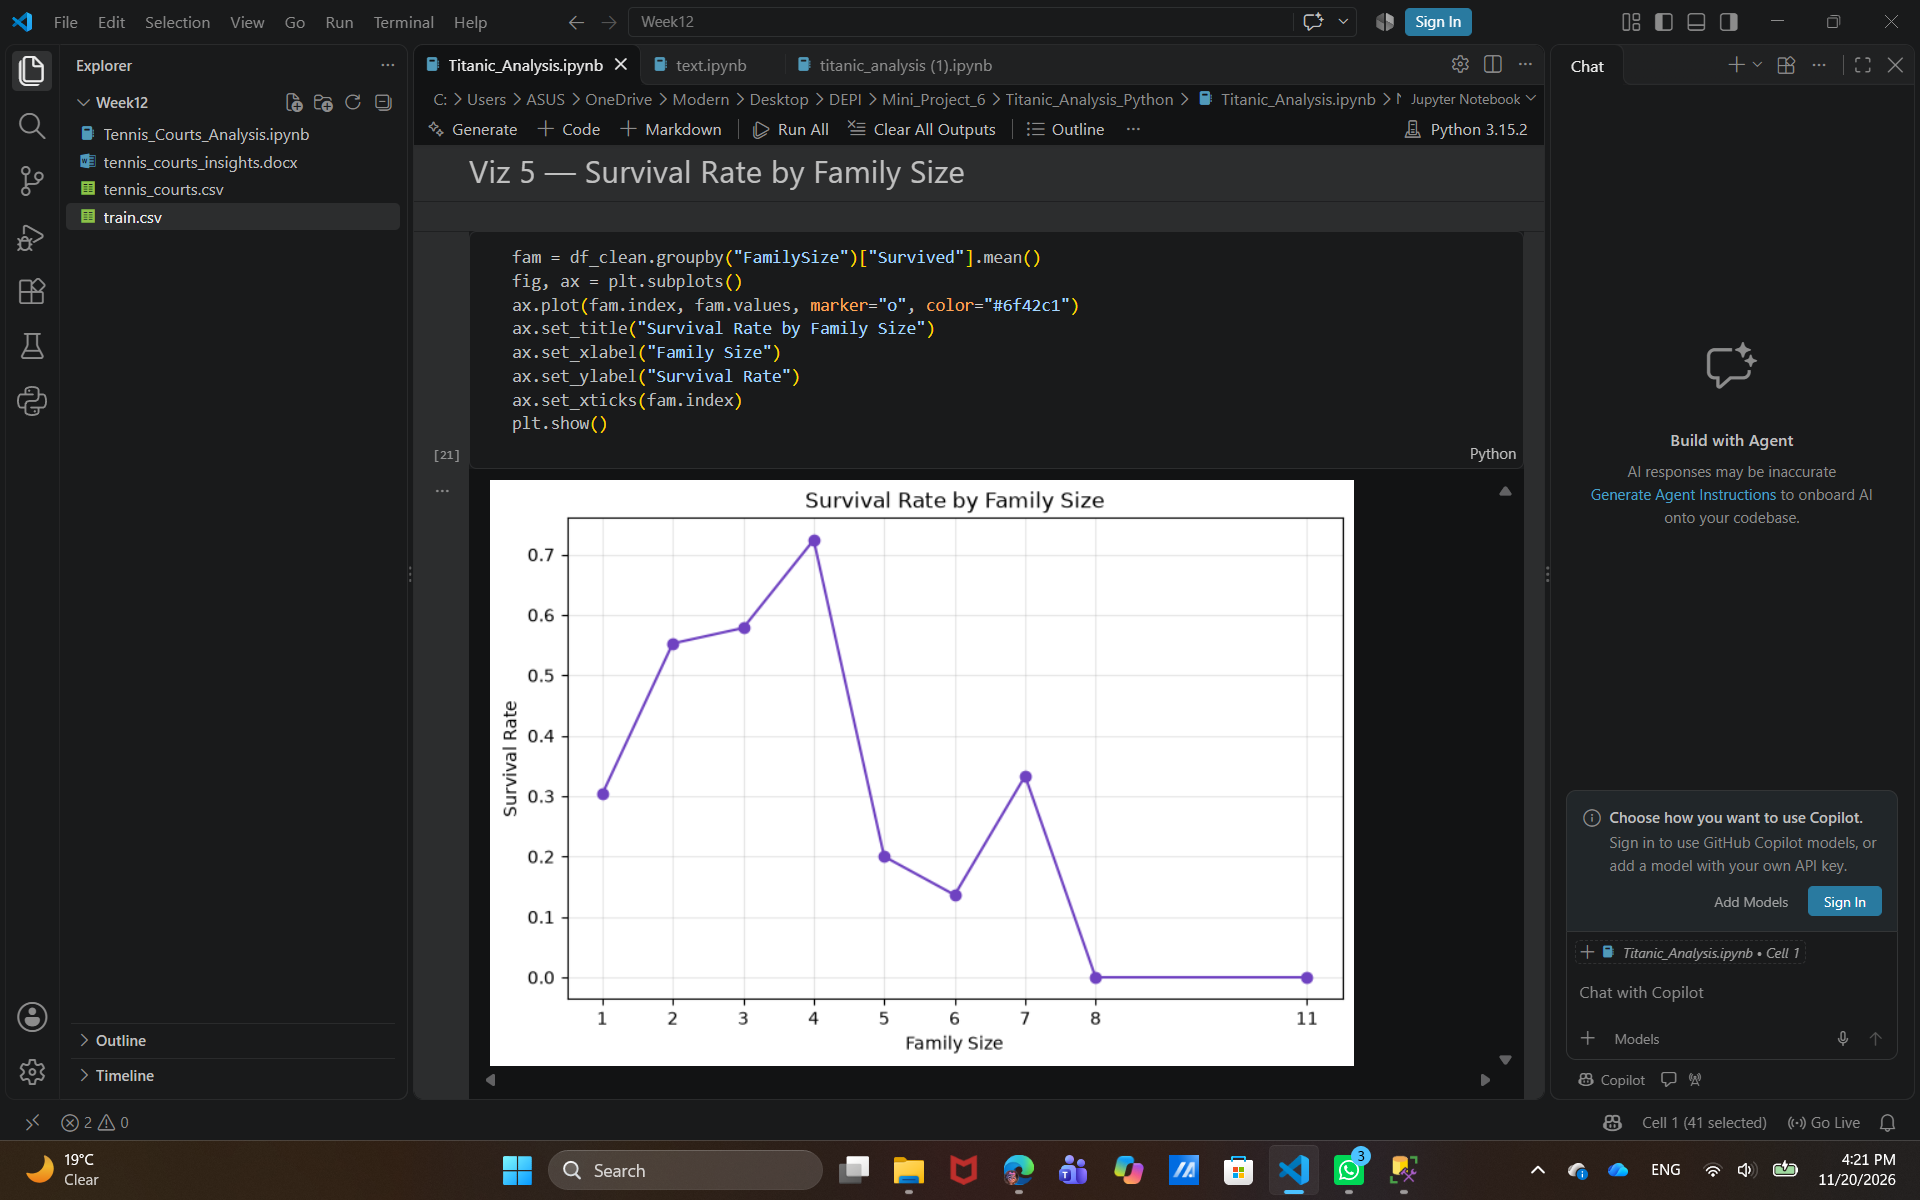 File Edit Selection View Go Run Terminal Help
Week12
Sign In
Explorer
Week12
Tennis_Courts_Analysis.ipynb
tennis_courts_insights.docx
tennis_courts.csv
train.csv
Outline
Timeline
Titanic_Analysis.ipynb
text.ipynb
titanic_analysis (1).ipynb
C: > Users > ASUS > OneDrive > Modern > Desktop > DEPI > Mini_Project_6 > Titanic_Analysis_Python > Titanic_Analysis.ipynb > Jupyter Notebook
Generate + Code + Markdown Run All Clear All Outputs Outline ... Python 3.15.2
Viz 5 — Survival Rate by Family Size
fam = df_clean.groupby("FamilySize")["Survived"].mean()
fig, ax = plt.subplots()
ax.plot(fam.index, fam.values, marker="o", color="#6f42c1")
ax.set_title("Survival Rate by Family Size")
ax.set_xlabel("Family Size")
ax.set_ylabel("Survival Rate")
ax.set_xticks(fam.index)
plt.show()
[21]
Python
Survival Rate by Family Size
0.7
0.6
0.5
0.4
0.3
0.2
0.1
0.0
Survival Rate
1 2 3 4 5 6 7 8 11
Family Size
Chat
Build with Agent
AI responses may be inaccurate
Generate Agent Instructions to onboard AI
onto your codebase.
Choose how you want to use Copilot.
Sign in to use GitHub Copilot models, or
add a model with your own API key.
Add Models Sign In
Titanic_Analysis.ipynb • Cell 1
Chat with Copilot
Models
Copilot
2 0
Cell 1 (41 selected) Go Live
19°C
Clear
Search
3
ENG
4:21 PM
11/20/2026